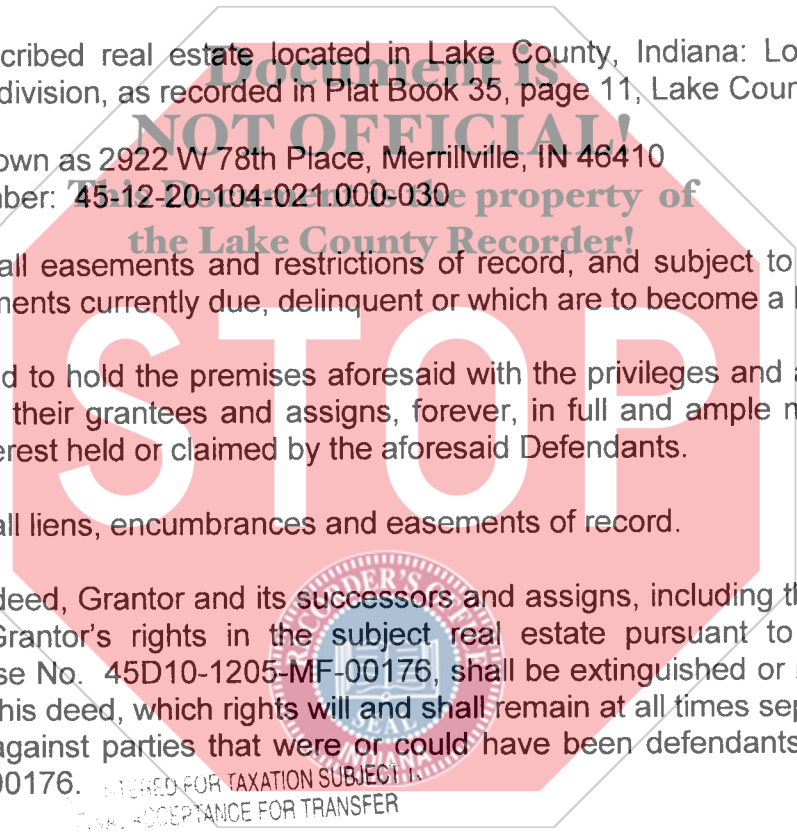 cribed real estate located in Lake County, Indiana: Lo
Document is
division, as recorded in Plat Book 35, page 11, Lake Coun
NOT OFFICIAL!
own as 2922 W 78th Place, Merrillville, IN 46410
mber: 45-12-20-104-021.000-030
This Document is the property of
the Lake County Recorder!
all easements and restrictions of record, and subject to
ments currently due, delinquent or which are to become a
STOP
d to hold the premises aforesaid with the privileges and a
their grantees and assigns, forever, in full and ample
erest held or claimed by the aforesaid Defendants.
all liens, encumbrances and easements of record.
deed, Grantor and its successors and assigns, including th
Grantor's rights in the subject real estate pursuant to
se No. 45D10-1205-MF-00176, shall be extinguished or
his deed, which rights will and shall remain at all times sep
against parties that were or could have been defendants
00176.
RECORDER'S OFFICE
SEAL
INDIANA
FOR TAXATION SUBJECT
ACCEPTANCE FOR TRANSFER